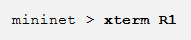 mininet > xterm R1